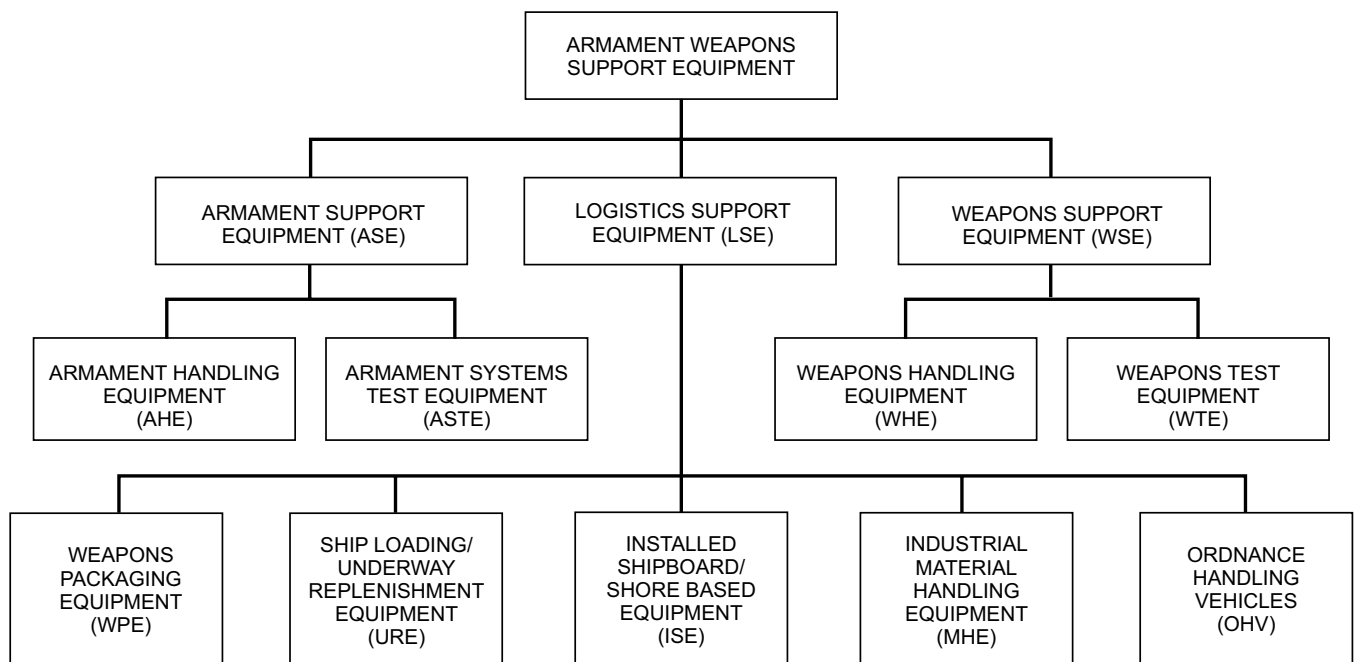 ARMAMENT WEAPONS
SUPPORT EQUIPMENT
ARMAMENT SUPPORT
EQUIPMENT (ASE)
LOGISTICS SUPPORT
EQUIPMENT (LSE)
WEAPONS SUPPORT
EQUIPMENT (WSE)
ARMAMENT HANDLING
EQUIPMENT
(AHE)
ARMAMENT SYSTEMS
TEST EQUIPMENT
(ASTE)
WEAPONS HANDLING
EQUIPMENT
(WHE)
WEAPONS TEST
EQUIPMENT
(WTE)
WEAPONS
PACKAGING
EQUIPMENT
(WPE)
SHIP LOADING/
UNDERWAY
REPLENISHMENT
EQUIPMENT
(URE)
INSTALLED
SHIPBOARD/
SHORE BASED
EQUIPMENT
(ISE)
INDUSTRIAL
MATERIAL
HANDLING
EQUIPMENT
(MHE)
ORDNANCE
HANDLING
VEHICLES
(OHV)